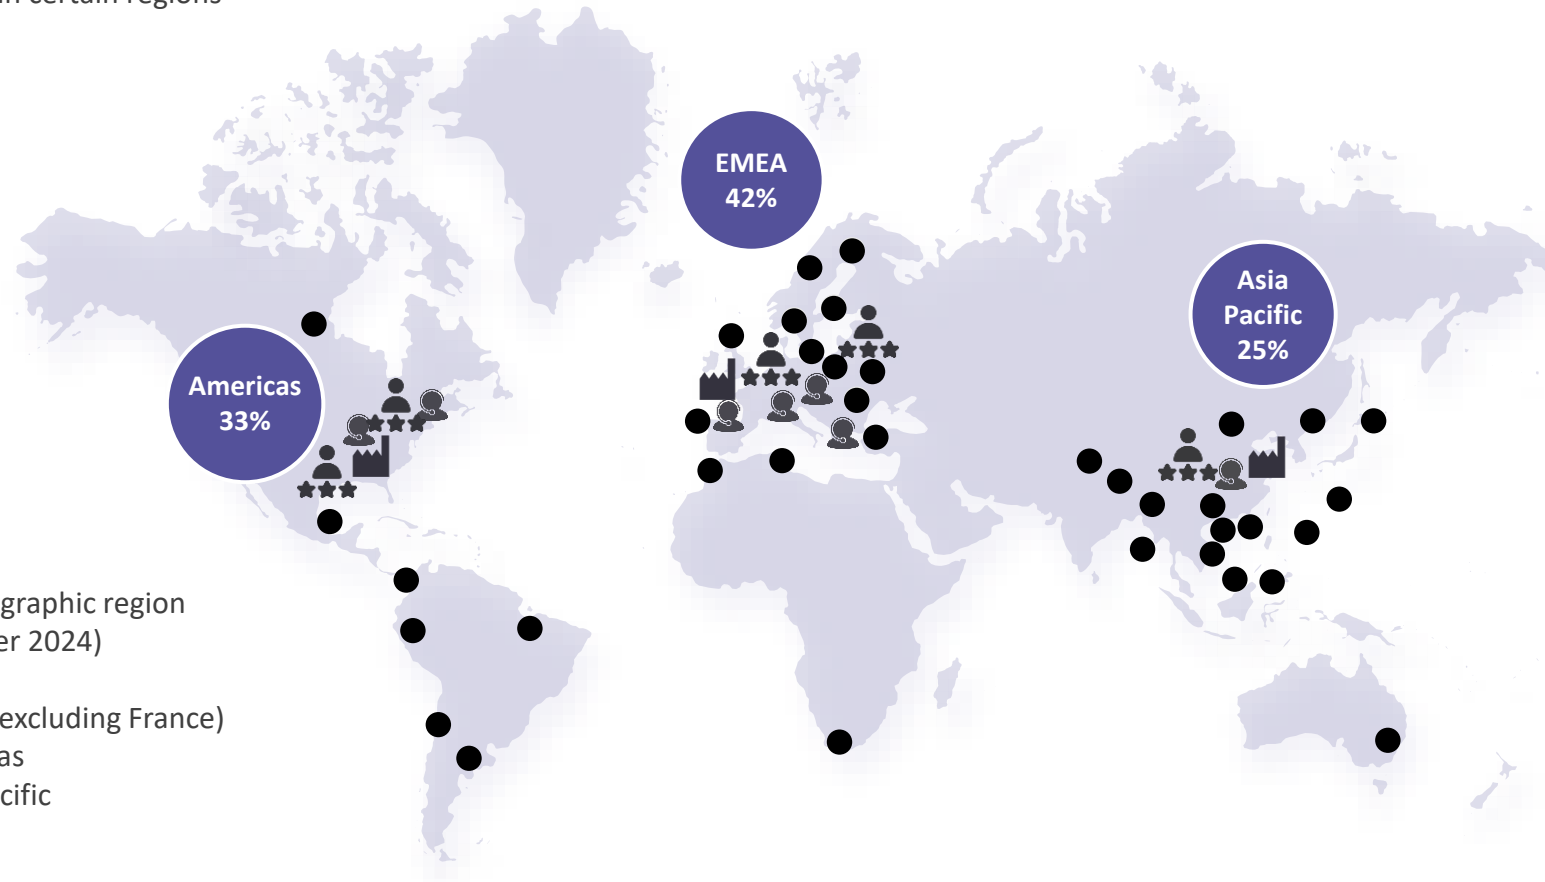 in certain regions
EMEA
42%
Asia
Pacific
25%
Americas
33%
graphic region
er 2024)
excluding France)
as
cific